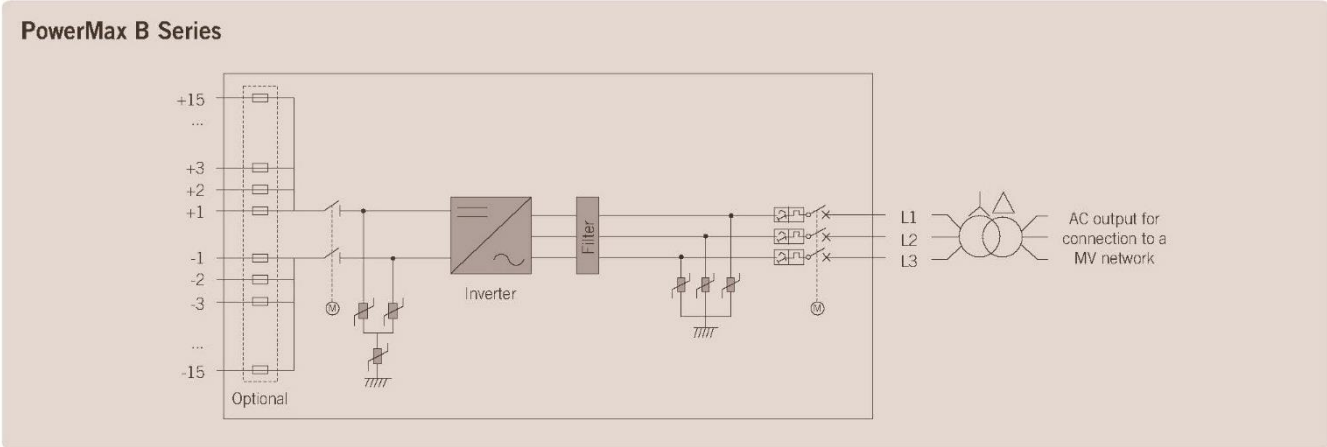 PowerMax B Series
+15
...
+3
+2
+1
-1
-2
-3
...
-15
Optional
M
Inverter
Filter
M
L1
L2
L3
AC output for
connection to a
MV network